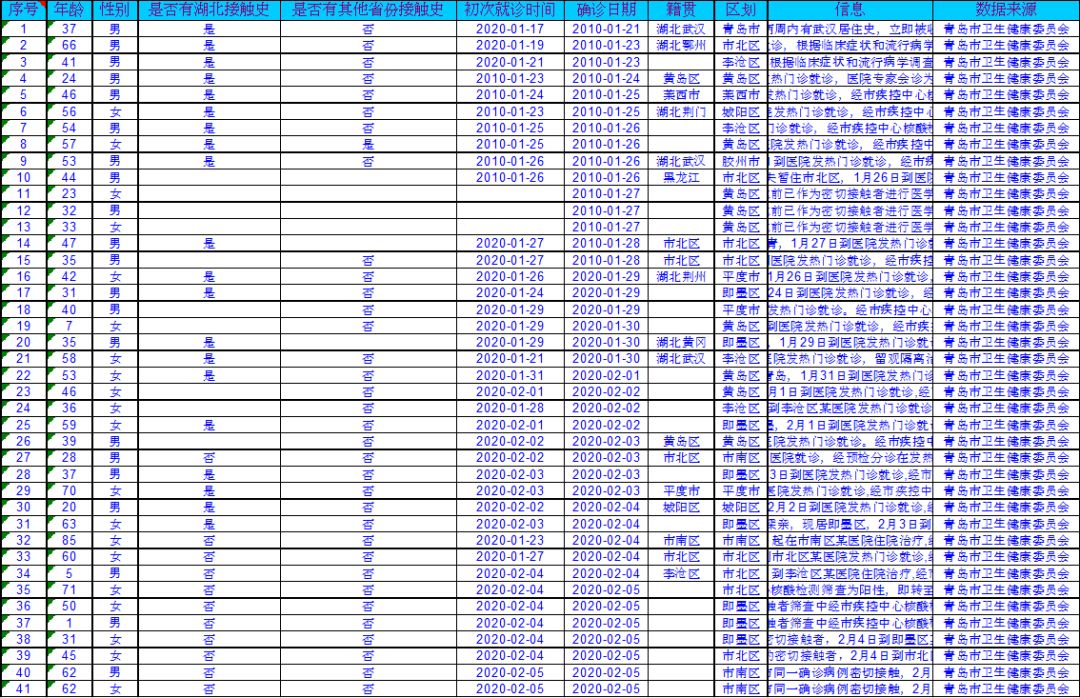 序号 年龄 性别 是否有湖北接触史 是否有其他省份接触史 初次就诊时间 确诊日期 籍贯 区划 信息 数据来源
1 37 男 是 否 2020-01-17 2010-01-21 湖北武汉 青岛市 周内有武汉居住史，立即被 青岛市卫生健康委员会
2 66 男 是 否 2020-01-19 2010-01-23 湖北鄂州 市北区 诊，根据临床症状和流行病学 青岛市卫生健康委员会
3 41 男 是 否 2020-01-21 2010-01-23 李沧区 根据临床症状和流行病学调查 青岛市卫生健康委员会
4 24 男 是 否 2010-01-23 2010-01-24 黄岛区 黄岛区 热门诊就诊，医院专家会诊为 青岛市卫生健康委员会
5 46 男 是 否 2010-01-24 2010-01-25 莱西市 莱西市 发热门诊就诊，经市疾控中心 青岛市卫生健康委员会
6 56 女 是 否 2010-01-23 2010-01-25 湖北荆门 城阳区 发热门诊就诊，经市疾控中 青岛市卫生健康委员会
7 54 男 是 否 2010-01-25 2010-01-26 李沧区 门诊就诊，经市疾控中心核酸 青岛市卫生健康委员会
8 57 女 是 是 2010-01-25 2010-01-26 黄岛区 院发热门诊就诊，经市疾控中 青岛市卫生健康委员会
9 53 男 是 否 2010-01-26 2010-01-26 湖北武汉 胶州市 到医院发热门诊就诊，经市疾 青岛市卫生健康委员会
10 44 男 2010-01-26 2010-01-26 黑龙江 市北区 暂住市北区，1月26日到医 青岛市卫生健康委员会
11 23 女 2010-01-27 黄岛区 前已作为密切接触者进行医学 青岛市卫生健康委员会
12 32 男 2010-01-27 黄岛区 前已作为密切接触者进行医学 青岛市卫生健康委员会
13 33 女 2010-01-27 黄岛区 前已作为密切接触者进行医学 青岛市卫生健康委员会
14 47 男 是 2020-01-27 2010-01-28 市北区 市北区 ，1月27日到医院发热门诊 青岛市卫生健康委员会
15 35 男 否 2020-01-27 2010-01-28 市北区 市北区 医院发热门诊就诊，经市疾控 青岛市卫生健康委员会
16 42 女 是 否 2020-01-26 2020-01-29 湖北荆州 平度市 1月26日到医院发热门诊就诊， 青岛市卫生健康委员会
17 31 男 是 否 2020-01-24 2020-01-29 即墨区 24日到医院发热门诊就诊，经 青岛市卫生健康委员会
18 40 男 否 2020-01-29 2020-01-29 平度市 发热门诊就诊。经市疾控中心 青岛市卫生健康委员会
19 7 女 否 2020-01-29 2020-01-30 黄岛区 到医院发热门诊就诊，经市疾 青岛市卫生健康委员会
20 35 男 是 否 2020-01-29 2020-01-30 湖北黄冈 即墨区 ，1月29日到医院发热门诊就 青岛市卫生健康委员会
21 58 女 是 否 2020-01-21 2020-01-30 湖北武汉 李沧区 院发热门诊就诊，留观隔离治 青岛市卫生健康委员会
22 53 女 是 否 2020-01-31 2020-02-01 黄岛区 岛，1月31日到医院发热门诊 青岛市卫生健康委员会
23 46 女 否 2020-02-01 2020-02-02 黄岛区 月1日到医院发热门诊就诊,经 青岛市卫生健康委员会
24 36 女 否 2020-01-28 2020-02-02 李沧区 到李沧区某医院发热门诊就诊 青岛市卫生健康委员会
25 59 女 是 否 2020-02-01 2020-02-02 即墨区 ，2月1日到医院发热门诊就诊 青岛市卫生健康委员会
26 39 男 否 2020-02-02 2020-02-03 黄岛区 黄岛区 院发热门诊就诊。经市疾控中 青岛市卫生健康委员会
27 28 男 否 否 2020-02-02 2020-02-03 市北区 市南区 医院就诊，经预检分诊在发热 青岛市卫生健康委员会
28 37 男 是 否 2020-02-03 2020-02-03 即墨区 3日到医院发热门诊就诊,经市 青岛市卫生健康委员会
29 70 女 是 否 2020-02-03 2020-02-03 平度市 平度市 医院发热门诊就诊,经市疾控中 青岛市卫生健康委员会
30 20 男 是 否 2020-02-02 2020-02-04 城阳区 城阳区 2月2日到医院发热门诊就诊 青岛市卫生健康委员会
31 63 女 是 否 2020-02-03 2020-02-04 即墨区 探亲，现居即墨区，2月3日到 青岛市卫生健康委员会
32 85 女 否 否 2020-01-23 2020-02-04 市南区 市南区 起在市南区某医院住院治疗, 青岛市卫生健康委员会
33 60 女 否 否 2020-01-27 2020-02-04 市北区 市北区 市北区某医院发热门诊就诊, 青岛市卫生健康委员会
34 5 男 否 否 2020-02-04 2020-02-04 李沧区 市北区 到李沧区某医院住院治疗,经 青岛市卫生健康委员会
35 71 女 否 否 2020-02-04 2020-02-05 市北区 核酸检测筛查为阳性，即转至 青岛市卫生健康委员会
36 50 女 否 否 2020-02-04 2020-02-05 即墨区 触者筛查中经市疾控中心核酸 青岛市卫生健康委员会
37 1 男 否 否 2020-02-04 2020-02-05 即墨区 触者筛查中经市疾控中心核酸 青岛市卫生健康委员会
38 31 女 否 否 2020-02-04 2020-02-05 即墨区 密切接触者，2月4日到即墨区 青岛市卫生健康委员会
39 45 女 否 否 2020-02-04 2020-02-05 市北区 密切接触者，2月4日到市北 青岛市卫生健康委员会
40 62 男 否 否 2020-02-05 2020-02-05 市南区 同一确诊病例密切接触，2月 青岛市卫生健康委员会
41 62 女 否 否 2020-02-05 2020-02-05 市南区 同一确诊病例密切接触，2月 青岛市卫生健康委员会